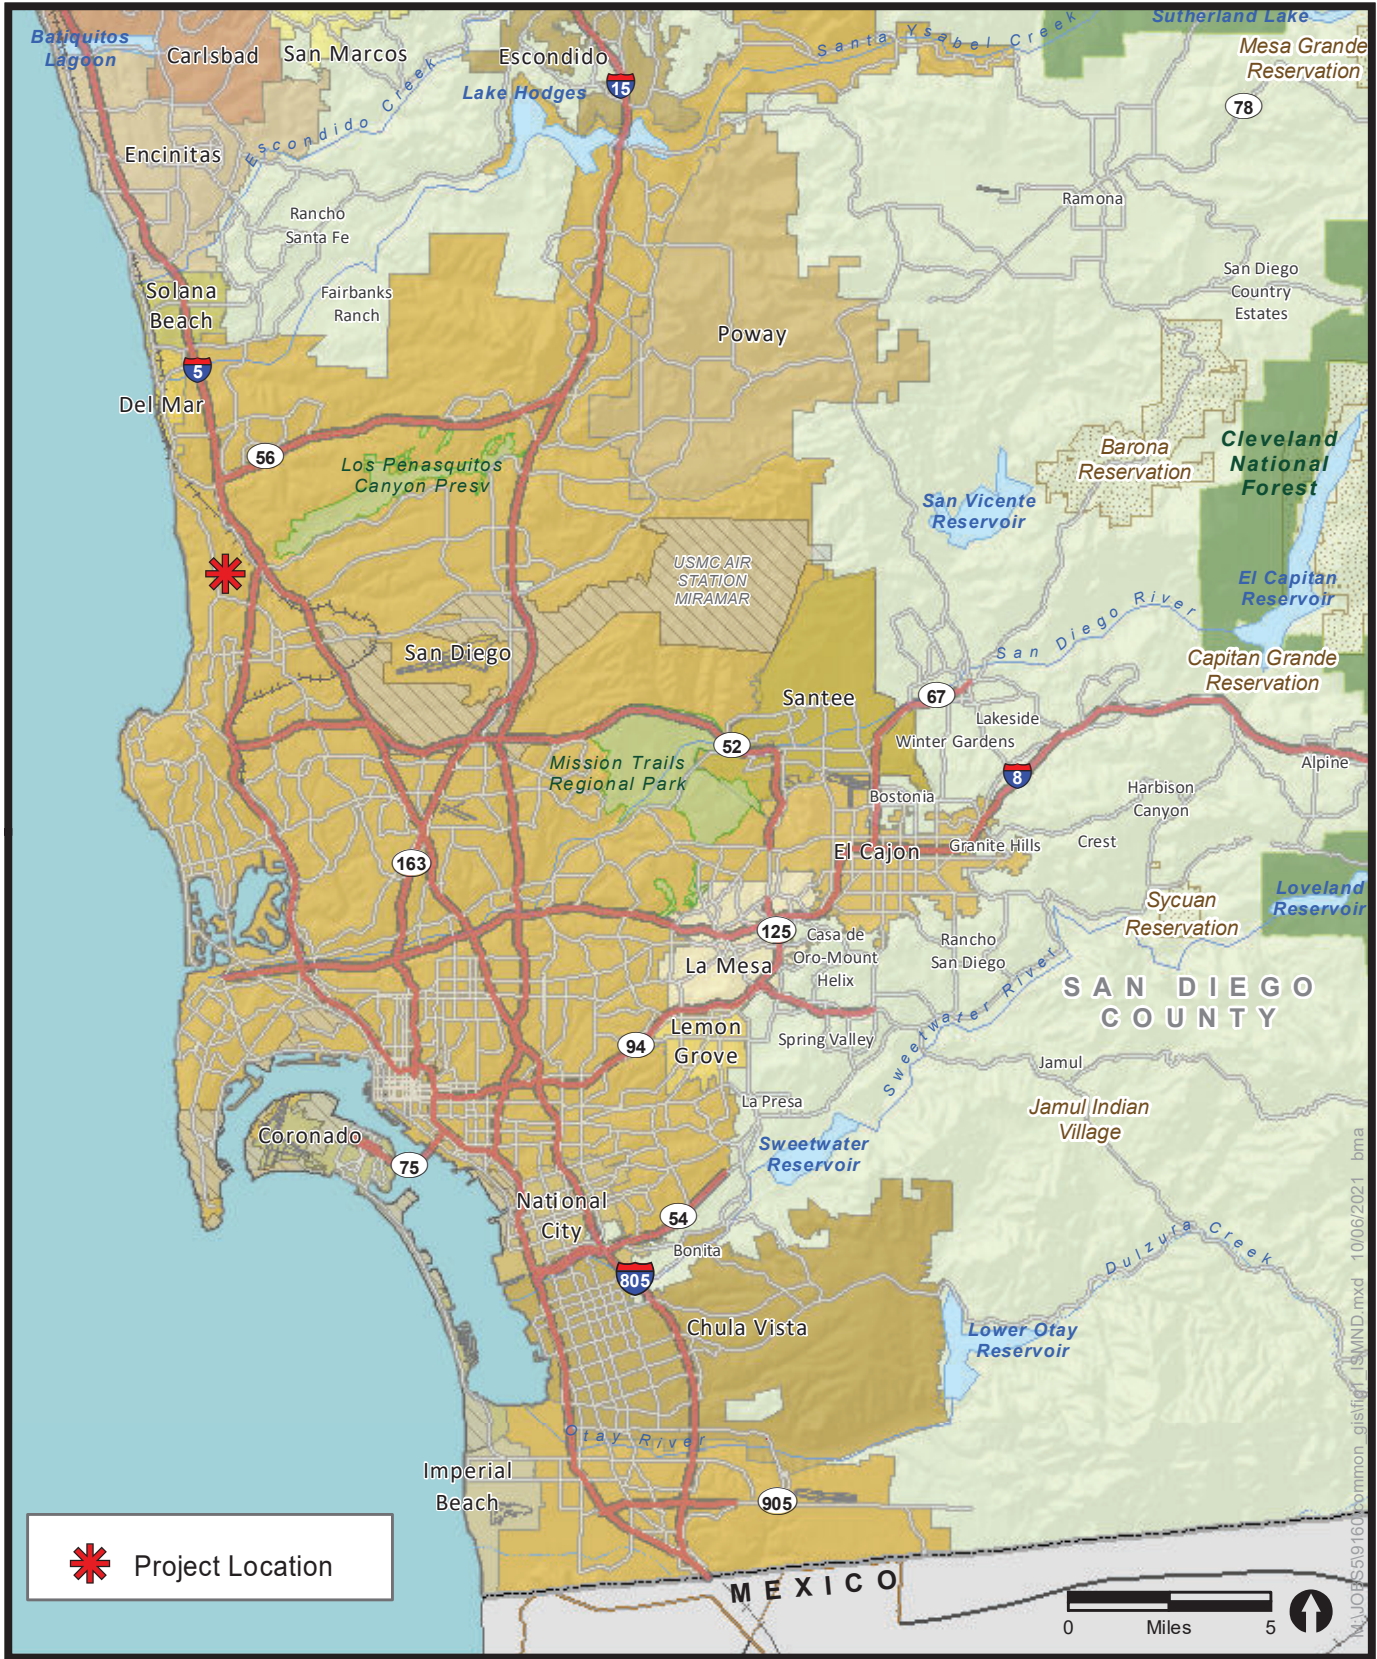 Batiquitos
Lagoon
Carlsbad
San Marcos
Escondido
15
Lake Hodges
Escondido Creek
Santa Ysabel Creek
Sutherland Lake
Mesa Grande
Reservation
78
Encinitas
Rancho
Santa Fe
Ramona
Solana
Beach
Fairbanks
Ranch
San Diego
Country
Estates
Poway
5
Del Mar
56
Los Penasquitos
Canyon Presv
Barona
Reservation
Cleveland
National
Forest
San Vicente
Reservoir
USMC AIR
STATION
MIRAMAR
El Capitan
Reservoir
San Diego River
San Diego
Capitan Grande
Reservation
Santee
67
Lakeside
Winter Gardens
52
Mission Trails
Regional Park
8
Alpine
Bostonia
Harbison
Canyon
163
El Cajon
Granite Hills
Crest
Loveland
Reservoir
Sycuan
Reservation
125
Casa de
Oro-Mount
Helix
Rancho
San Diego
La Mesa
SAN DIEGO
COUNTY
Sweetwater River
94
Lemon
Grove
Spring Valley
Jamul
La Presa
Jamul Indian
Village
Coronado
75
Sweetwater
Reservoir
National
City
54
Bonita
Dulzura Creek
805
Chula Vista
Lower Otay
Reservoir
Otay River
Imperial
Beach
905
Project Location
MEXICO
0 Miles 5
M:\JOBS5\9160\common_gis\fig1_ISMND.mxd 10/06/2021 bma